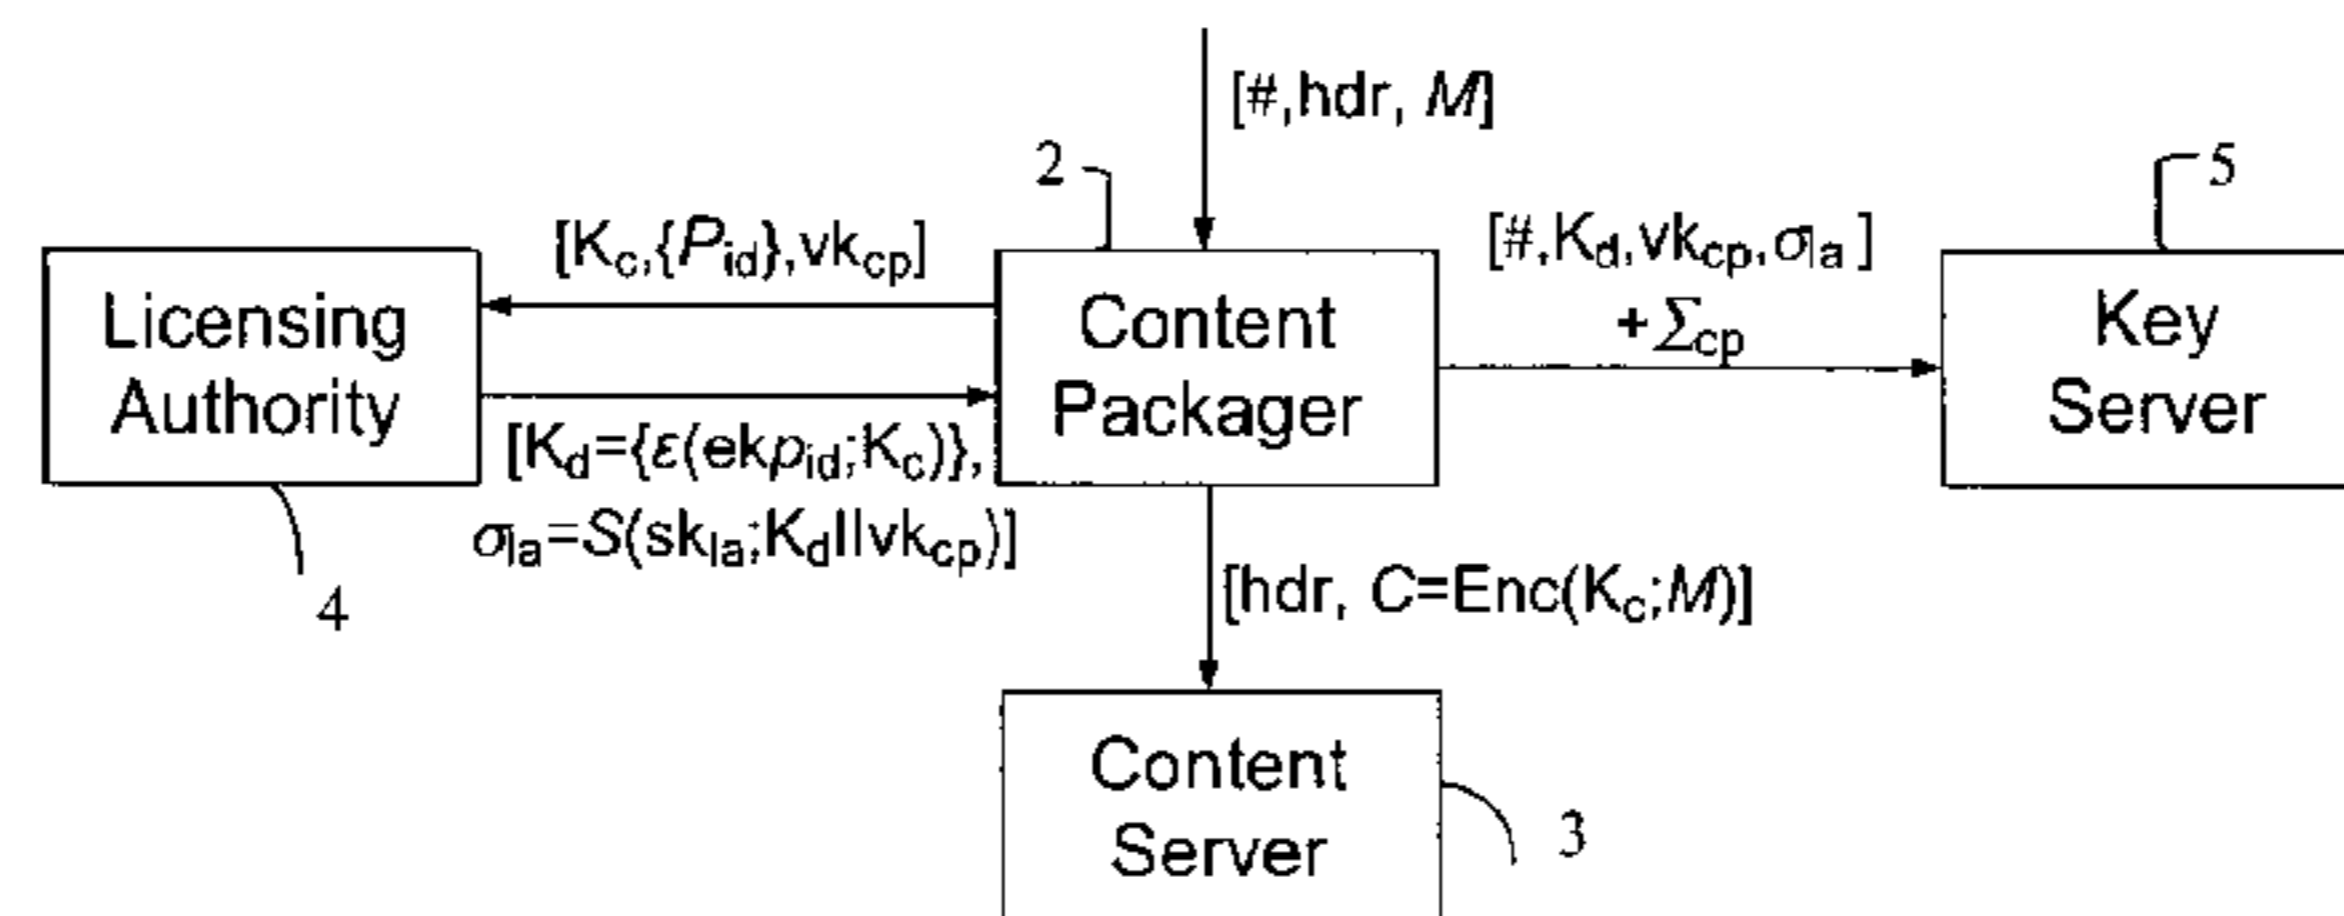 [#,hdr, M]
2
5
[K_c,{P_id},vk_cp]
[#,K_d,vk_cp,σ_la]
+Σ_cp
Licensing
Authority
Content
Packager
Key
Server
[K_d={ε(ekp_id;K_c)},
σ_la=S(sk_la;K_d||vk_cp)]
4
[hdr, C=Enc(K_c;M)]
Content
Server
3